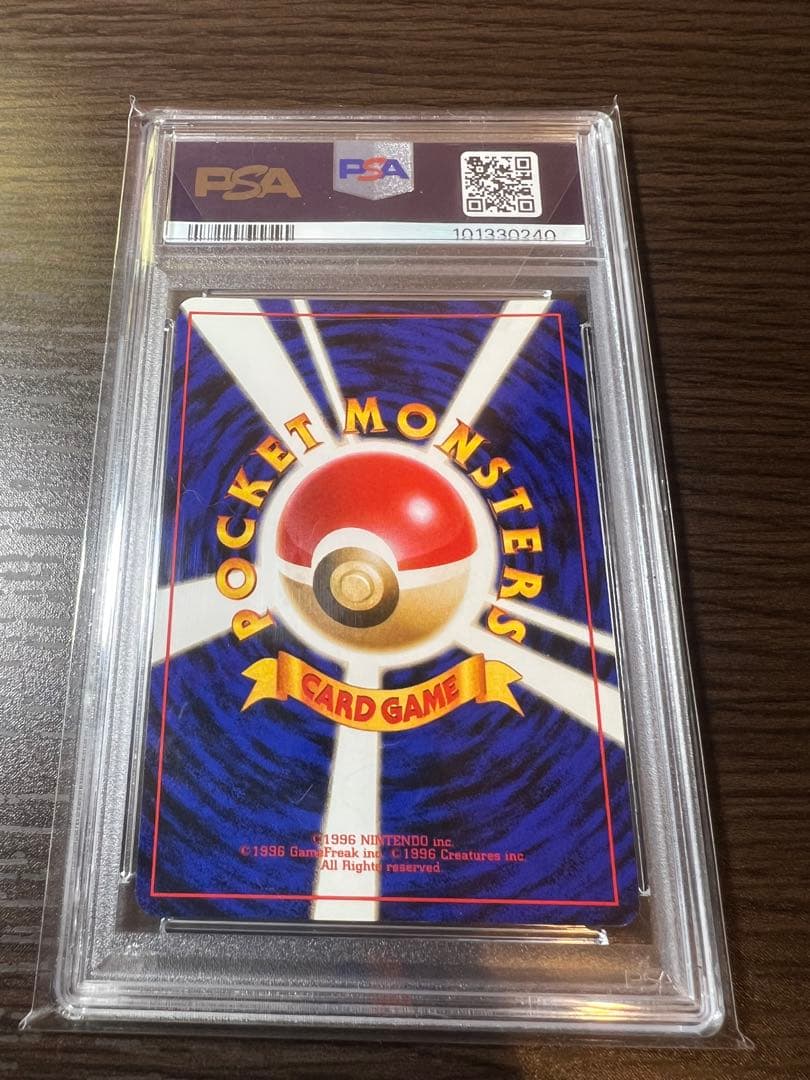 PSA
PSA
101330240
POCKET MONSTERS
CARD GAME
©1996 NINTENDO inc.
©1996 GameFreak inc. ©1996 Creatures inc.
All Rights reserved
PSA